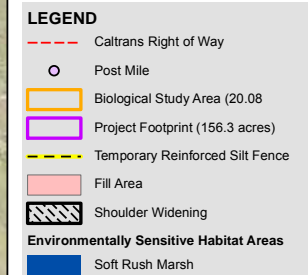 LEGEND
Caltrans Right of Way
Post Mile
Biological Study Area (20.08
Project Footprint (156.3 acres)
Temporary Reinforced Silt Fence
Fill Area
Shoulder Widening
Environmentally Sensitive Habitat Areas
Soft Rush Marsh